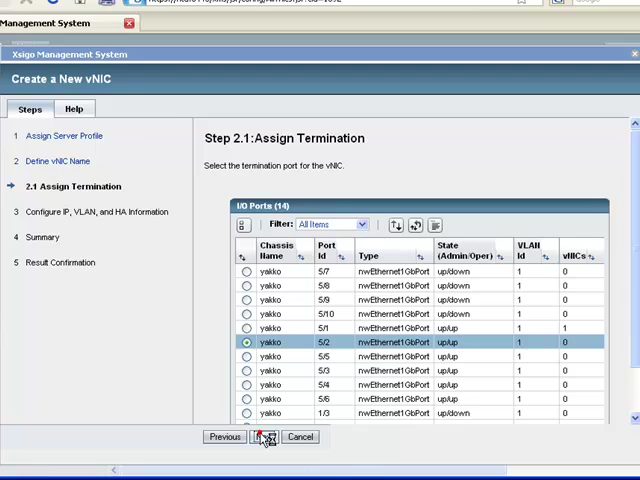 Management System
Xsigo Management System
Create a New vNIC
Steps
Help
1 Assign Server Profile
2 Define vNIC Name
2.1 Assign Termination
3 Configure IP, VLAN, and HA Information
4 Summary
5 Result Confirmation
Step 2.1:Assign Termination
Select the termination port for the vNIC.
I/O Ports (14)
Filter: All Items
Chassis Name Port Id Type State (Admin/Oper) VLAN Id vNICs
yakko 5/7 nwEthernet1GbPort up/down 1 0
yakko 5/8 nwEthernet1GbPort up/down 1 0
yakko 5/9 nwEthernet1GbPort up/down 1 0
yakko 5/10 nwEthernet1GbPort up/down 1 0
yakko 5/1 nwEthernet1GbPort up/up 1 1
yakko 5/2 nwEthernet1GbPort up/up 1 0
yakko 5/5 nwEthernet1GbPort up/up 1 0
yakko 5/3 nwEthernet1GbPort up/up 1 0
yakko 5/4 nwEthernet1GbPort up/up 1 0
yakko 5/6 nwEthernet1GbPort up/up 1 0
yakko 1/3 nwEthernet1GbPort up/down 1 0
Previous
Cancel